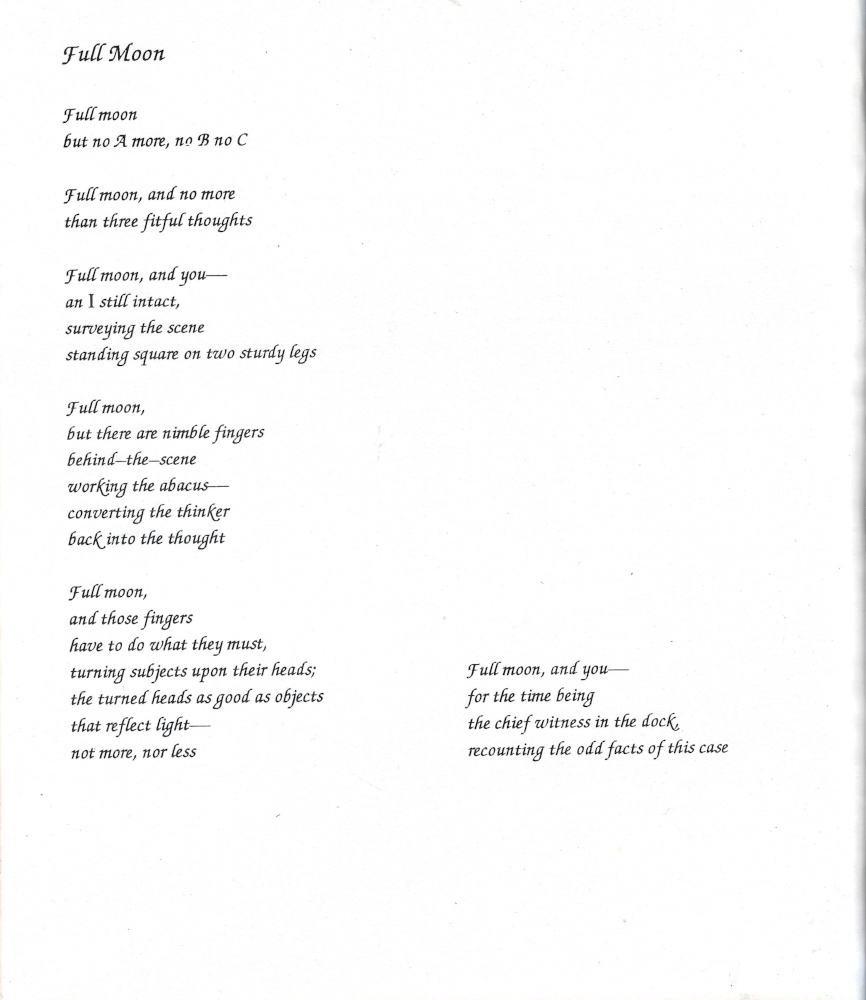 Full Moon
Full moon
but no A more, no B no C
Full moon, and no more
than three fitful thoughts
Full moon, and you—
an I still intact,
surveying the scene
standing square on two sturdy legs
Full moon,
but there are nimble fingers
behind–the–scene
working the abacus—
converting the thinker
back into the thought
Full moon,
and those fingers
have to do what they must,
turning subjects upon their heads;
the turned heads as good as objects
that reflect light—
not more, nor less
Full moon, and you—
for the time being
the chief witness in the dock,
recounting the odd facts of this case